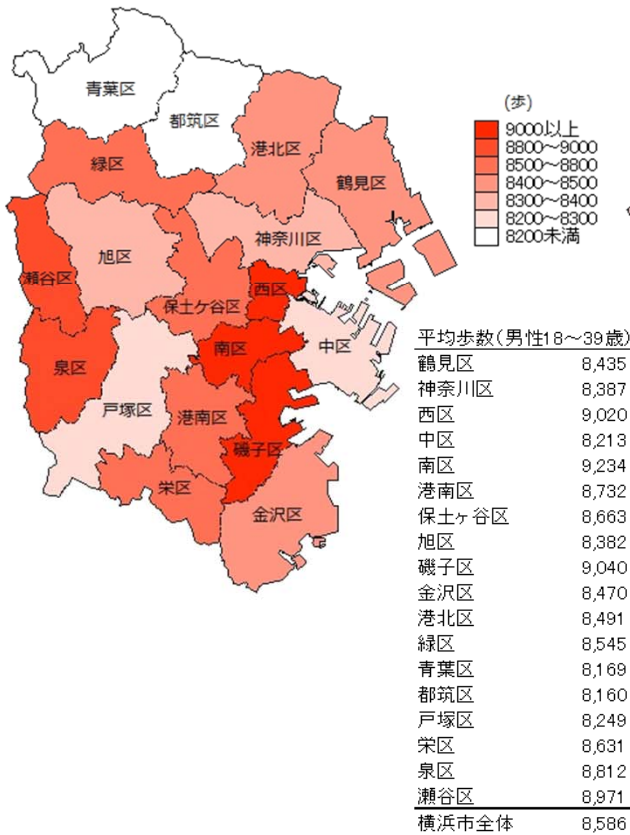 青葉区
都筑区
港北区
緑区
鶴見区
神奈川区
旭区
瀬谷区
西区
保土ケ谷区
南区
中区
泉区
戸塚区
港南区
磯子区
栄区
金沢区
(歩)
9000以上
8800～9000
8500～8800
8400～8500
8300～8400
8200～8300
8200未満
平均歩数(男性18～39歳)
鶴見区 8,435
神奈川区 8,387
西区 9,020
中区 8,213
南区 9,234
港南区 8,732
保土ヶ谷区 8,663
旭区 8,382
磯子区 9,040
金沢区 8,470
港北区 8,491
緑区 8,545
青葉区 8,169
都筑区 8,160
戸塚区 8,249
栄区 8,631
泉区 8,812
瀬谷区 8,971
横浜市全体 8,586